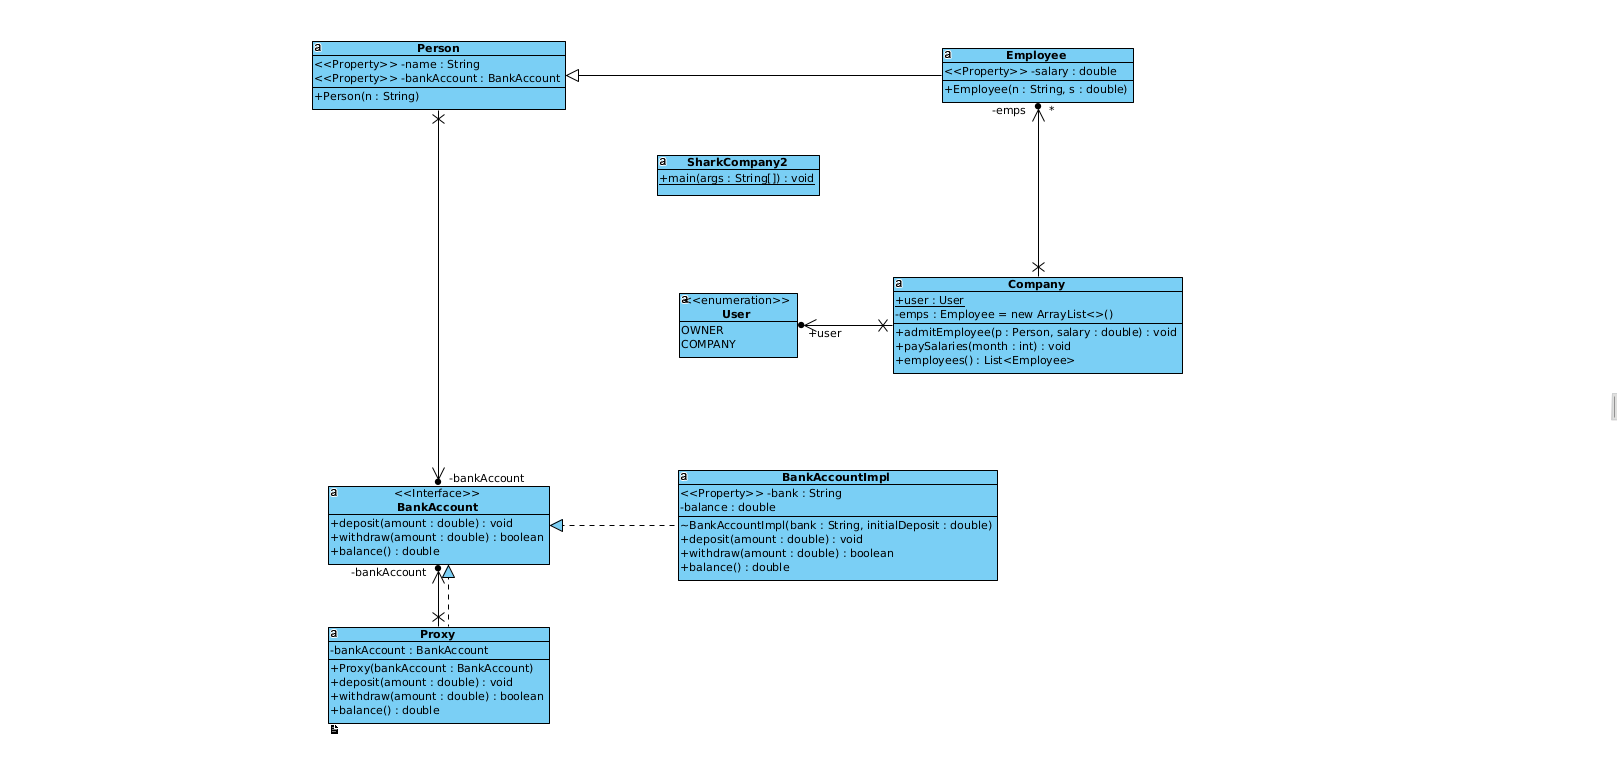 a
Person
<<Property>> -name : String
<<Property>> -bankAccount : BankAccount
+Person(n : String)
a
Employee
<<Property>> -salary : double
+Employee(n : String, s : double)
-emps
*
a
SharkCompany2
+main(args : String[]) : void
a
<<enumeration>>
User
OWNER
COMPANY
+user
a
Company
+user : User
-emps : Employee = new ArrayList<>()
+admitEmployee(p : Person, salary : double) : void
+paySalaries(month : int) : void
+employees() : List<Employee>
-bankAccount
a
<<Interface>>
BankAccount
+deposit(amount : double) : void
+withdraw(amount : double) : boolean
+balance() : double
a
BankAccountImpl
<<Property>> -bank : String
-balance : double
~BankAccountImpl(bank : String, initialDeposit : double)
+deposit(amount : double) : void
+withdraw(amount : double) : boolean
+balance() : double
-bankAccount
a
Proxy
-bankAccount : BankAccount
+Proxy(bankAccount : BankAccount)
+deposit(amount : double) : void
+withdraw(amount : double) : boolean
+balance() : double